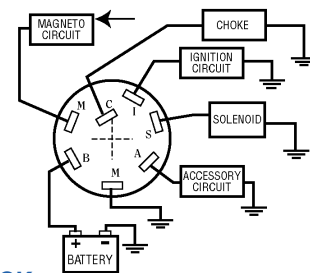 MAGNETO
CIRCUIT
CHOKE
IGNITION
CIRCUIT
M
C
I
S
SOLENOID
B
A
M
ACCESSORY
CIRCUIT
+ -
BATTERY